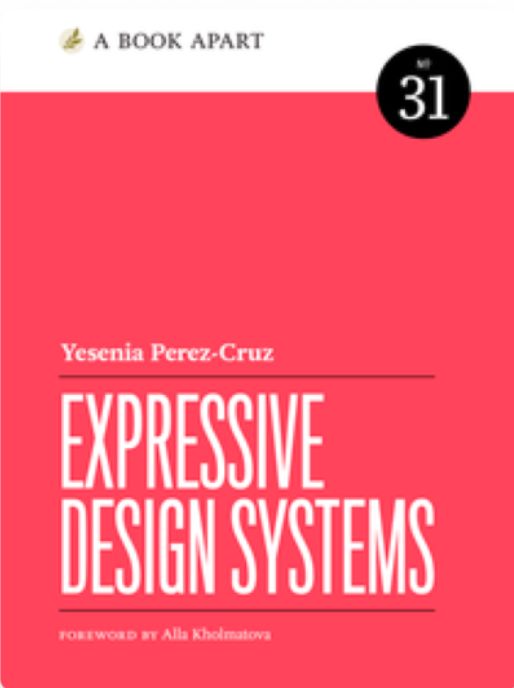 A BOOK APART
Nº
31
Yesenia Perez-Cruz
EXPRESSIVE
DESIGN SYSTEMS
FOREWORD BY Alla Kholmatova